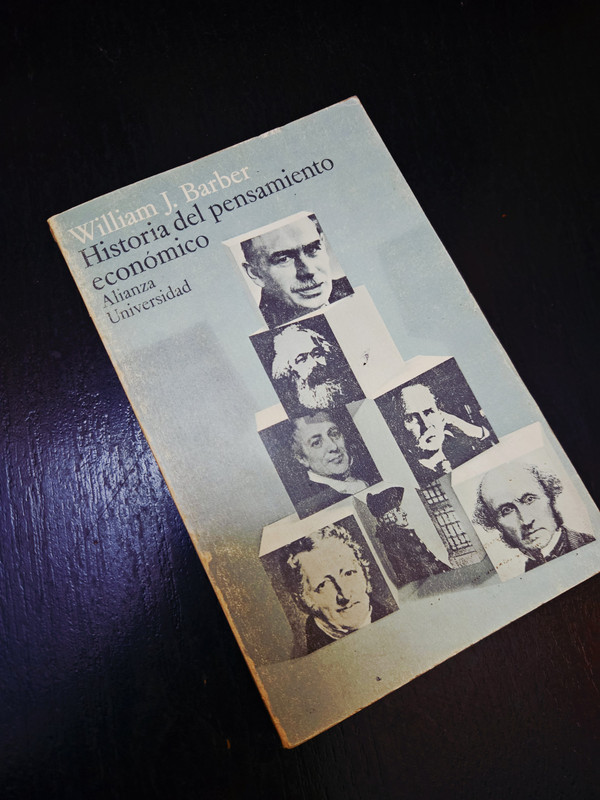 William J. Barber
Historia del pensamiento
económico
Alianza
Universidad